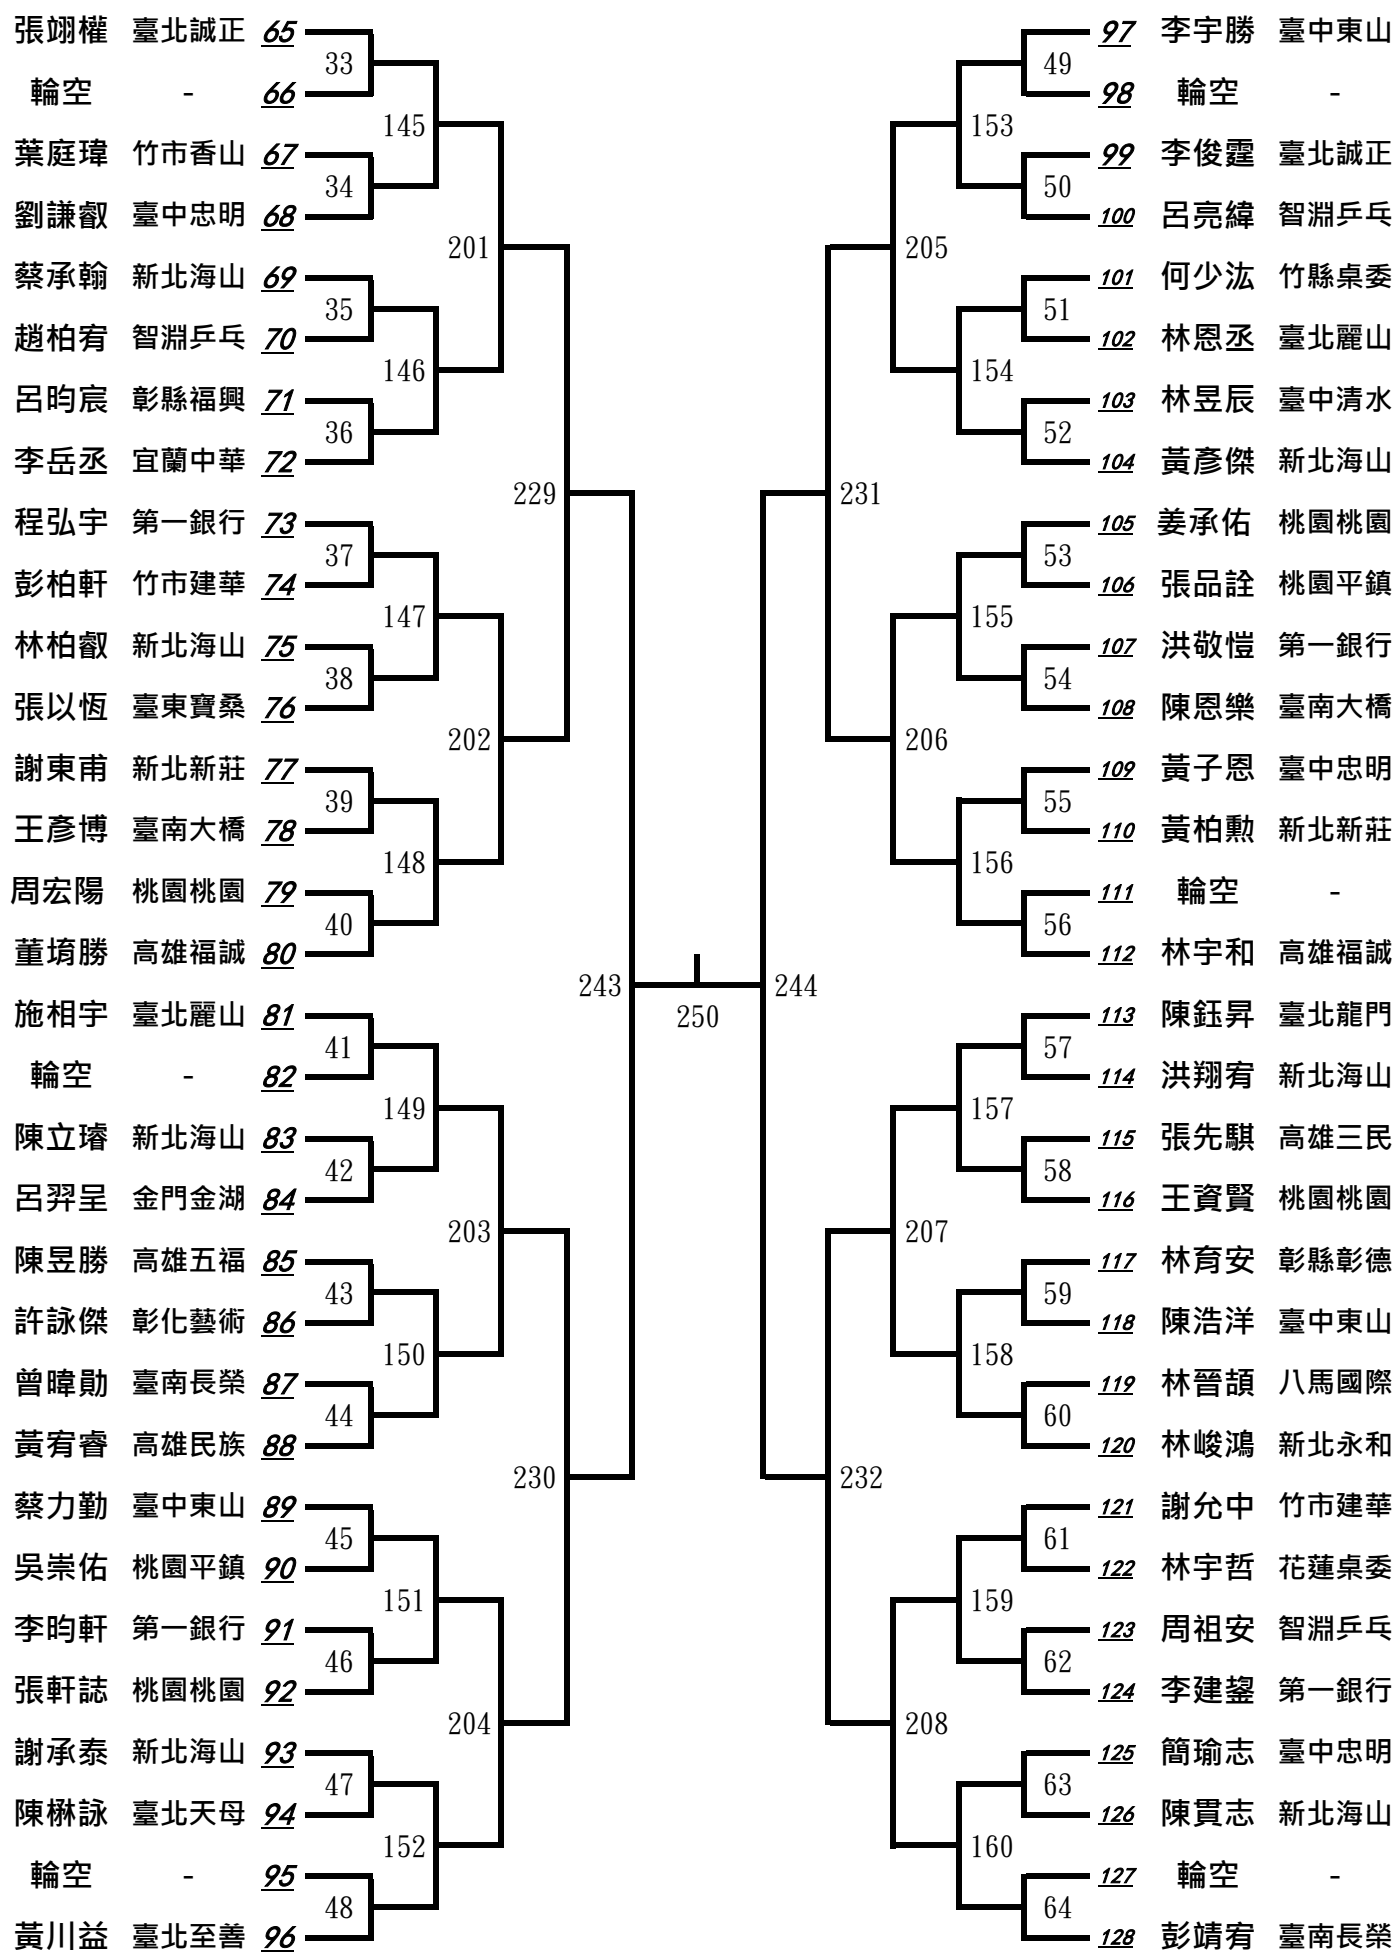 張翊權 臺北誠正 65
33
輪空 - 66
145
葉庭瑋 竹市香山 67
34
劉謙叡 臺中忠明 68
201
蔡承翰 新北海山 69
35
趙柏宥 智淵乒乓 70
146
呂昀宸 彰縣福興 71
36
李岳丞 宜蘭中華 72
229
程弘宇 第一銀行 73
37
彭柏軒 竹市建華 74
147
林柏叡 新北海山 75
38
張以恆 臺東寶桑 76
202
謝東甫 新北新莊 77
39
王彥博 臺南大橋 78
148
周宏陽 桃園桃園 79
40
董堉勝 高雄福誠 80
243
施相宇 臺北麗山 81
41
輪空 - 82
149
陳立璿 新北海山 83
42
呂羿呈 金門金湖 84
203
陳昱勝 高雄五福 85
43
許詠傑 彰化藝術 86
150
曾暐勛 臺南長榮 87
44
黃宥睿 高雄民族 88
230
蔡力勤 臺中東山 89
45
吳崇佑 桃園平鎮 90
151
李昀軒 第一銀行 91
46
張軒誌 桃園桃園 92
204
謝承泰 新北海山 93
47
陳楙詠 臺北天母 94
152
輪空 - 95
48
黃川益 臺北至善 96
250
97 李宇勝 臺中東山
49
98 輪空 -
153
99 李俊霆 臺北誠正
50
100 呂亮緯 智淵乒乓
205
101 何少汯 竹縣桌委
51
102 林恩丞 臺北麗山
154
103 林昱辰 臺中清水
52
104 黃彥傑 新北海山
231
105 姜承佑 桃園桃園
53
106 張品詮 桃園平鎮
155
107 洪敬愷 第一銀行
54
108 陳恩樂 臺南大橋
206
109 黃子恩 臺中忠明
55
110 黃柏勲 新北新莊
156
111 輪空 -
56
112 林宇和 高雄福誠
244
113 陳鈺昇 臺北龍門
57
114 洪翔宥 新北海山
157
115 張先騏 高雄三民
58
116 王資賢 桃園桃園
207
117 林育安 彰縣彰德
59
118 陳浩洋 臺中東山
158
119 林晉頡 八馬國際
60
120 林峻鴻 新北永和
232
121 謝允中 竹市建華
61
122 林宇哲 花蓮桌委
159
123 周祖安 智淵乒乓
62
124 李建鋆 第一銀行
208
125 簡瑜志 臺中忠明
63
126 陳貫志 新北海山
160
127 輪空 -
64
128 彭靖宥 臺南長榮